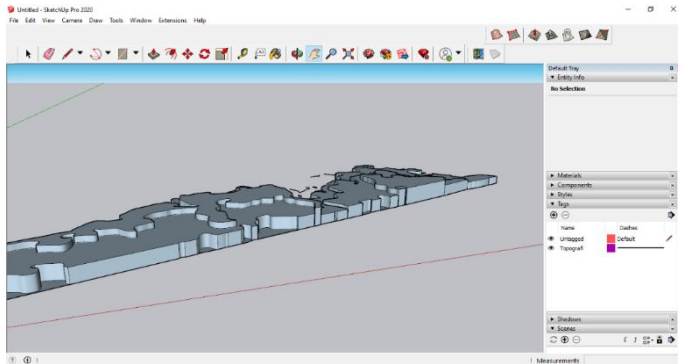 Untitled - SketchUp Pro 2020
File Edit View Camera Draw Tools Window Extensions Help
Default Tray
Entity Info
No Selection
Materials
Components
Styles
Tags
Name Dashes
Untagged Default
Topografi
Shadows
Scenes
Measurements